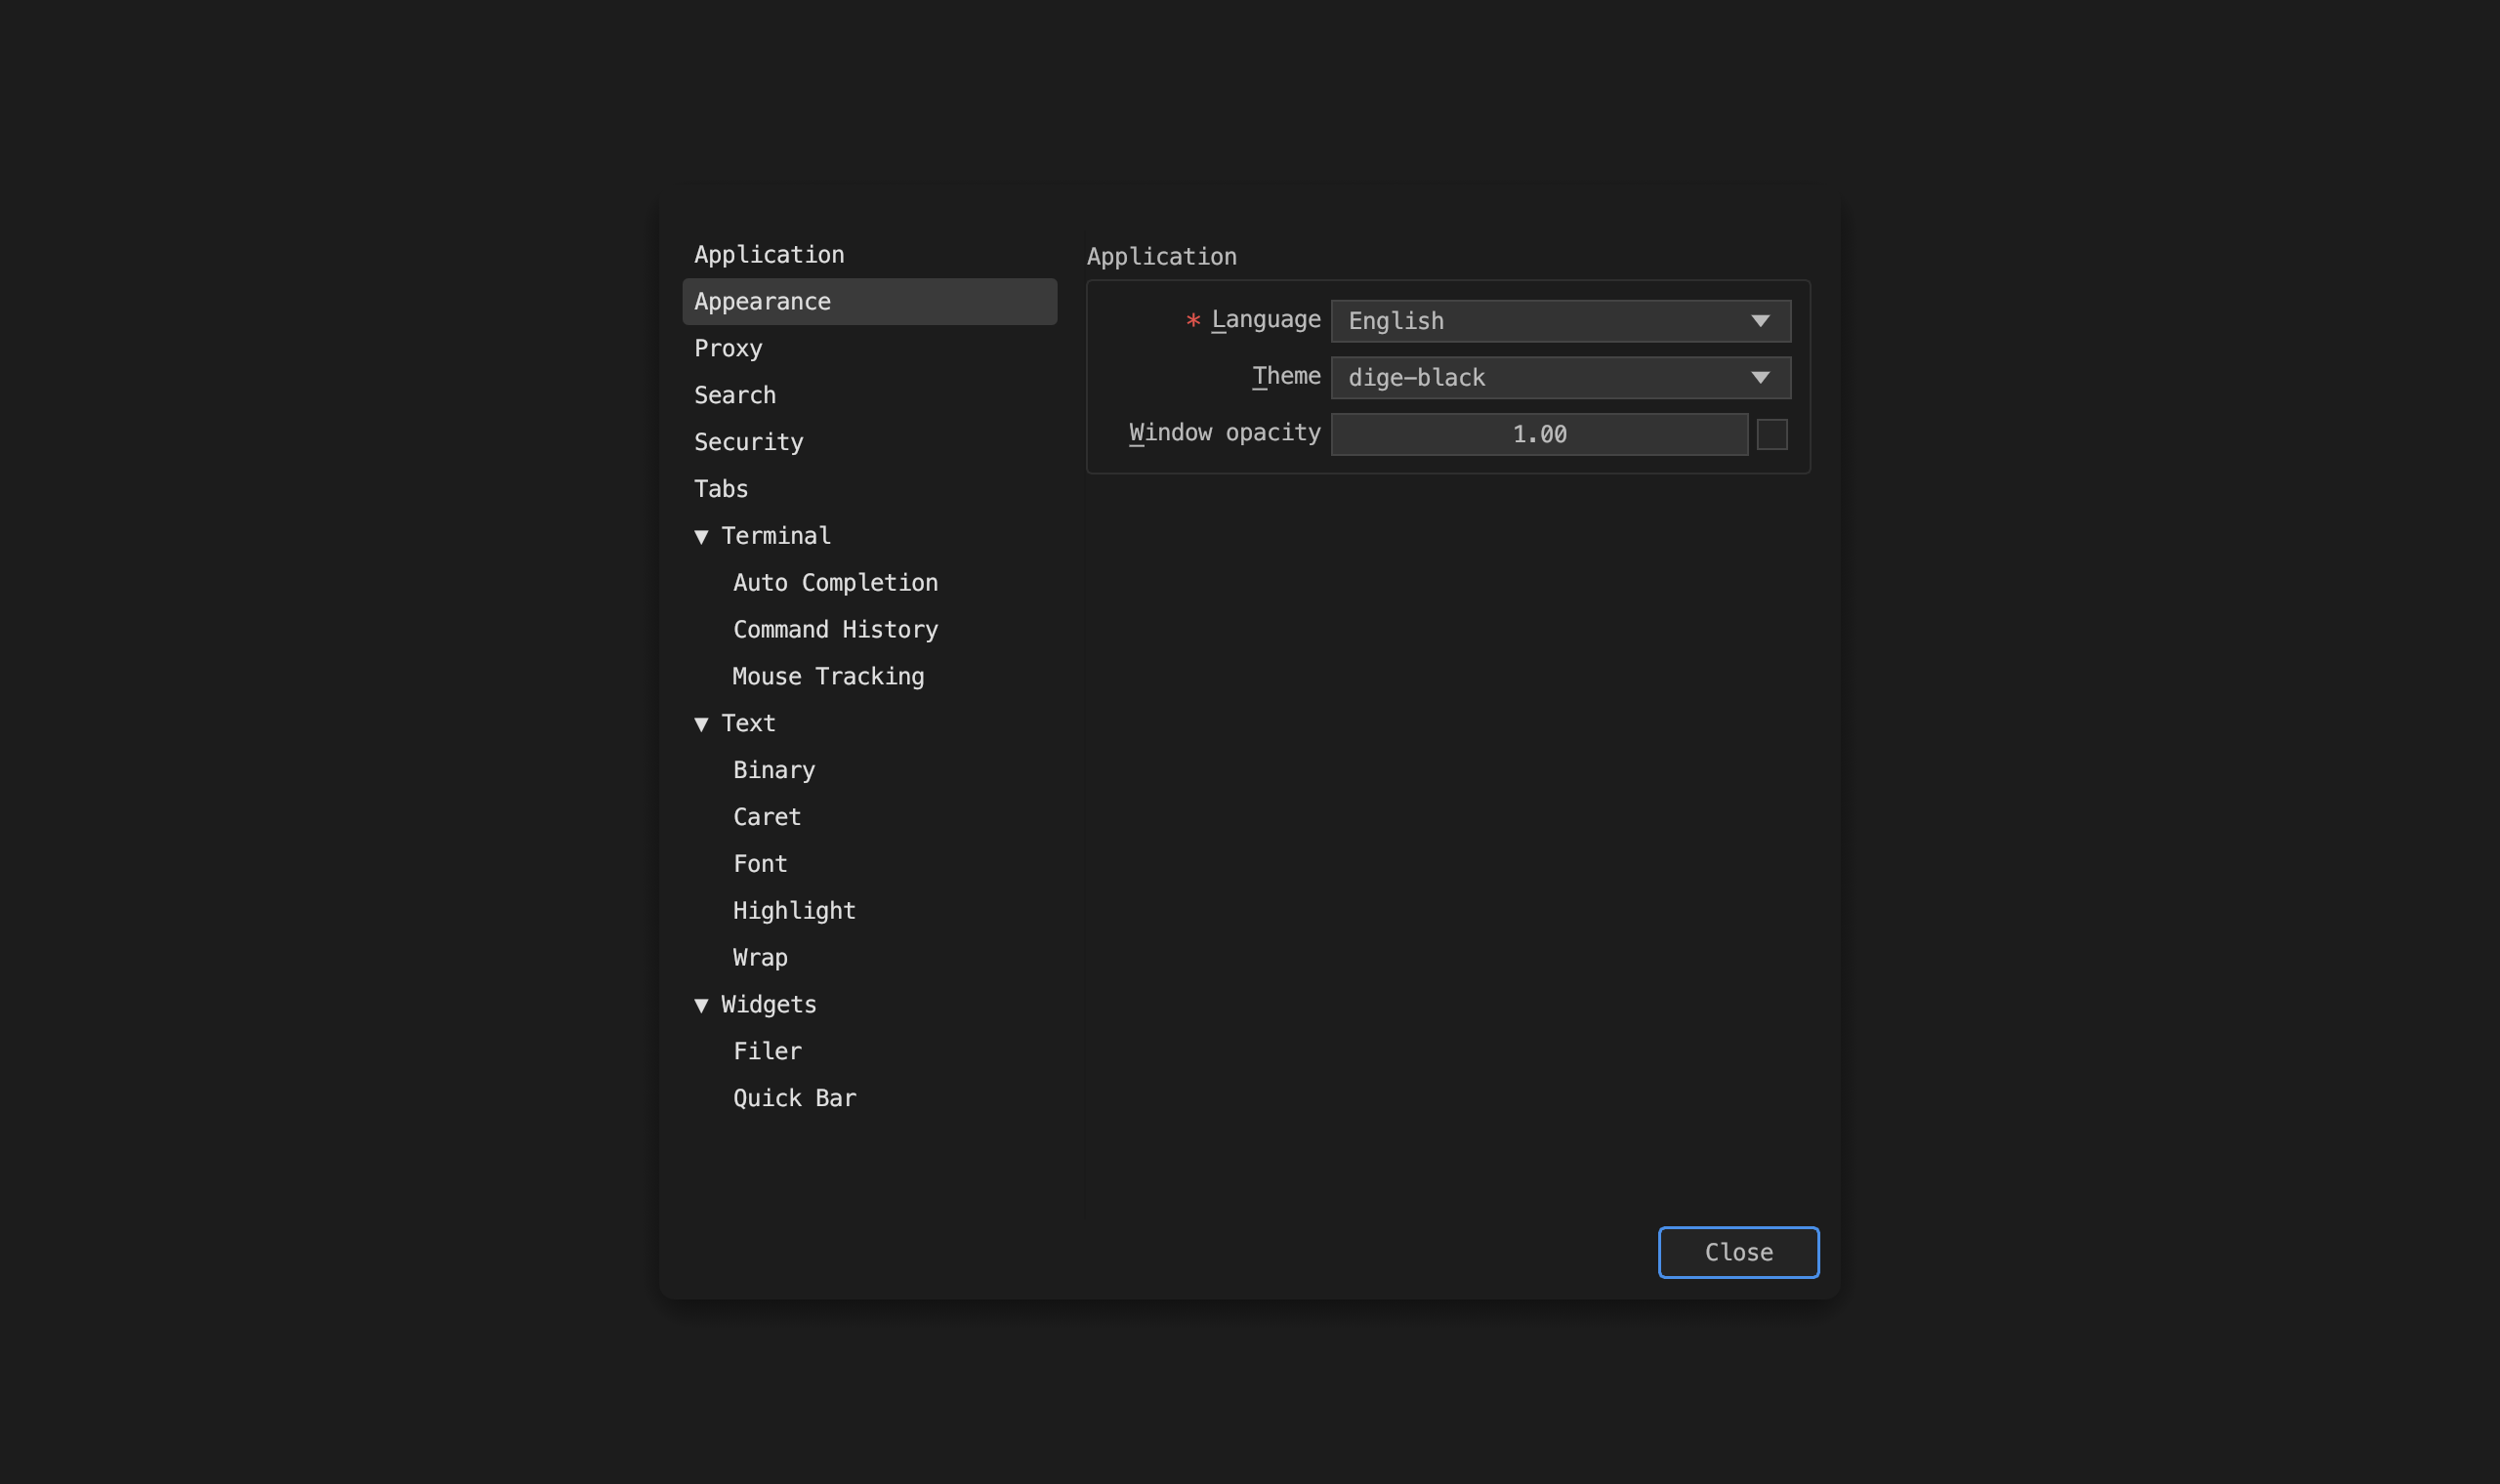 Application
Appearance
Proxy
Search
Security
Tabs
▼ Terminal
Auto Completion
Command History
Mouse Tracking
▼ Text
Binary
Caret
Font
Highlight
Wrap
▼ Widgets
Filer
Quick Bar
Application
* Language English
Theme dige-black
Window opacity 1.00
Close